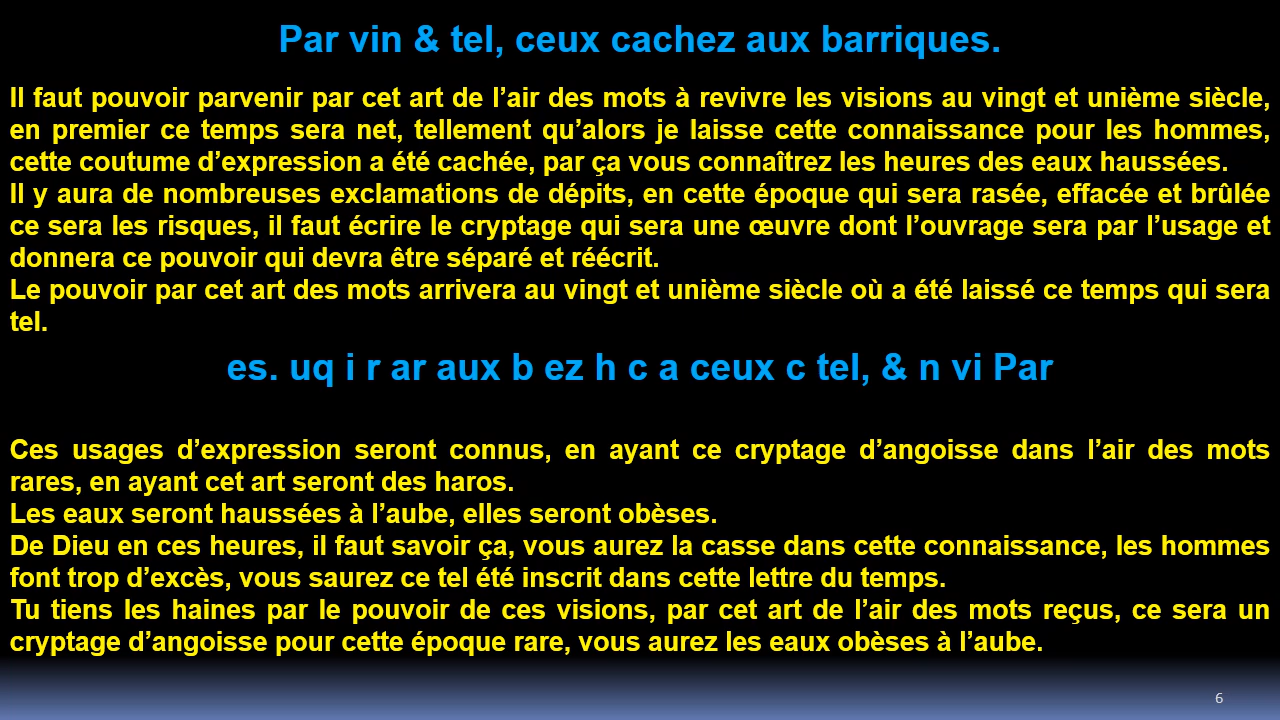 Par vin & tel, ceux cachez aux barriques.
Il faut pouvoir parvenir par cet art de l’air des mots à revivre les visions au vingt et unième siècle,
en premier ce temps sera net, tellement qu’alors je laisse cette connaissance pour les hommes,
cette coutume d’expression a été cachée, par ça vous connaîtrez les heures des eaux haussées.
Il y aura de nombreuses exclamations de dépits, en cette époque qui sera rasée, effacée et brûlée
ce sera les risques, il faut écrire le cryptage qui sera une œuvre dont l’ouvrage sera par l’usage et
donnera ce pouvoir qui devra être séparé et réécrit.
Le pouvoir par cet art des mots arrivera au vingt et unième siècle où a été laissé ce temps qui sera
tel.
es. uq i r ar aux b ez h c a ceux c tel, & n vi Par
Ces usages d’expression seront connus, en ayant ce cryptage d’angoisse dans l’air des mots
rares, en ayant cet art seront des haros.
Les eaux seront haussées à l’aube, elles seront obèses.
De Dieu en ces heures, il faut savoir ça, vous aurez la casse dans cette connaissance, les hommes
font trop d’excès, vous saurez ce tel été inscrit dans cette lettre du temps.
Tu tiens les haines par le pouvoir de ces visions, par cet art de l’air des mots reçus, ce sera un
cryptage d’angoisse pour cette époque rare, vous aurez les eaux obèses à l’aube.
6